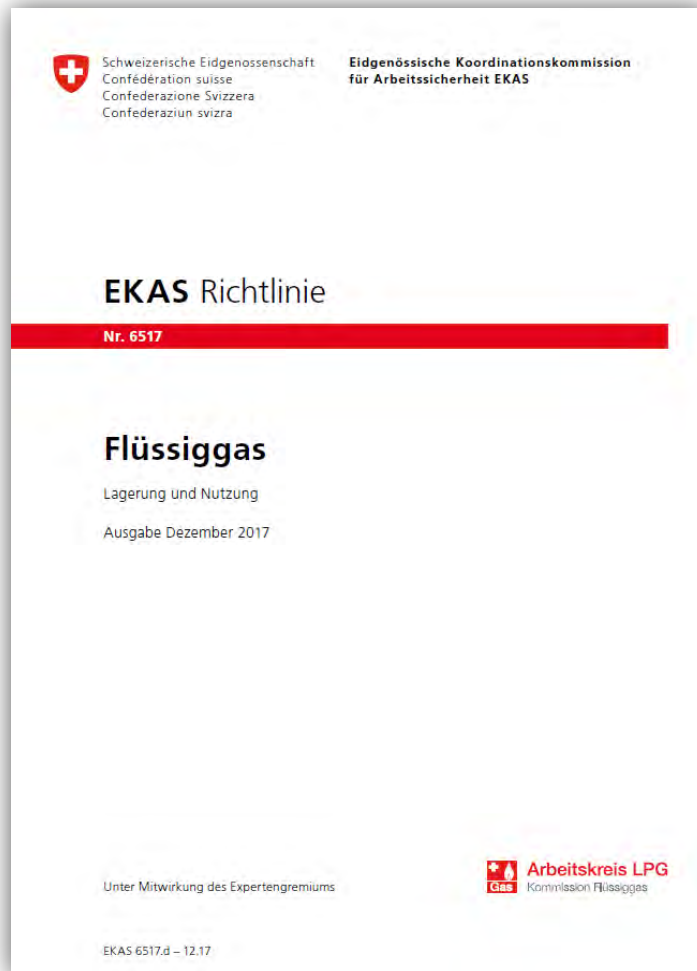 Schweizerische Eidgenossenschaft
Confédération suisse
Confederazione Svizzera
Confederaziun svizra
Eidgenössische Koordinationskommission
für Arbeitssicherheit EKAS
EKAS Richtlinie
Nr. 6517
Flüssiggas
Lagerung und Nutzung
Ausgabe Dezember 2017
Unter Mitwirkung des Expertengremiums
Gas
Arbeitskreis LPG
Kommission Flüssiggas
EKAS 6517.d – 12.17